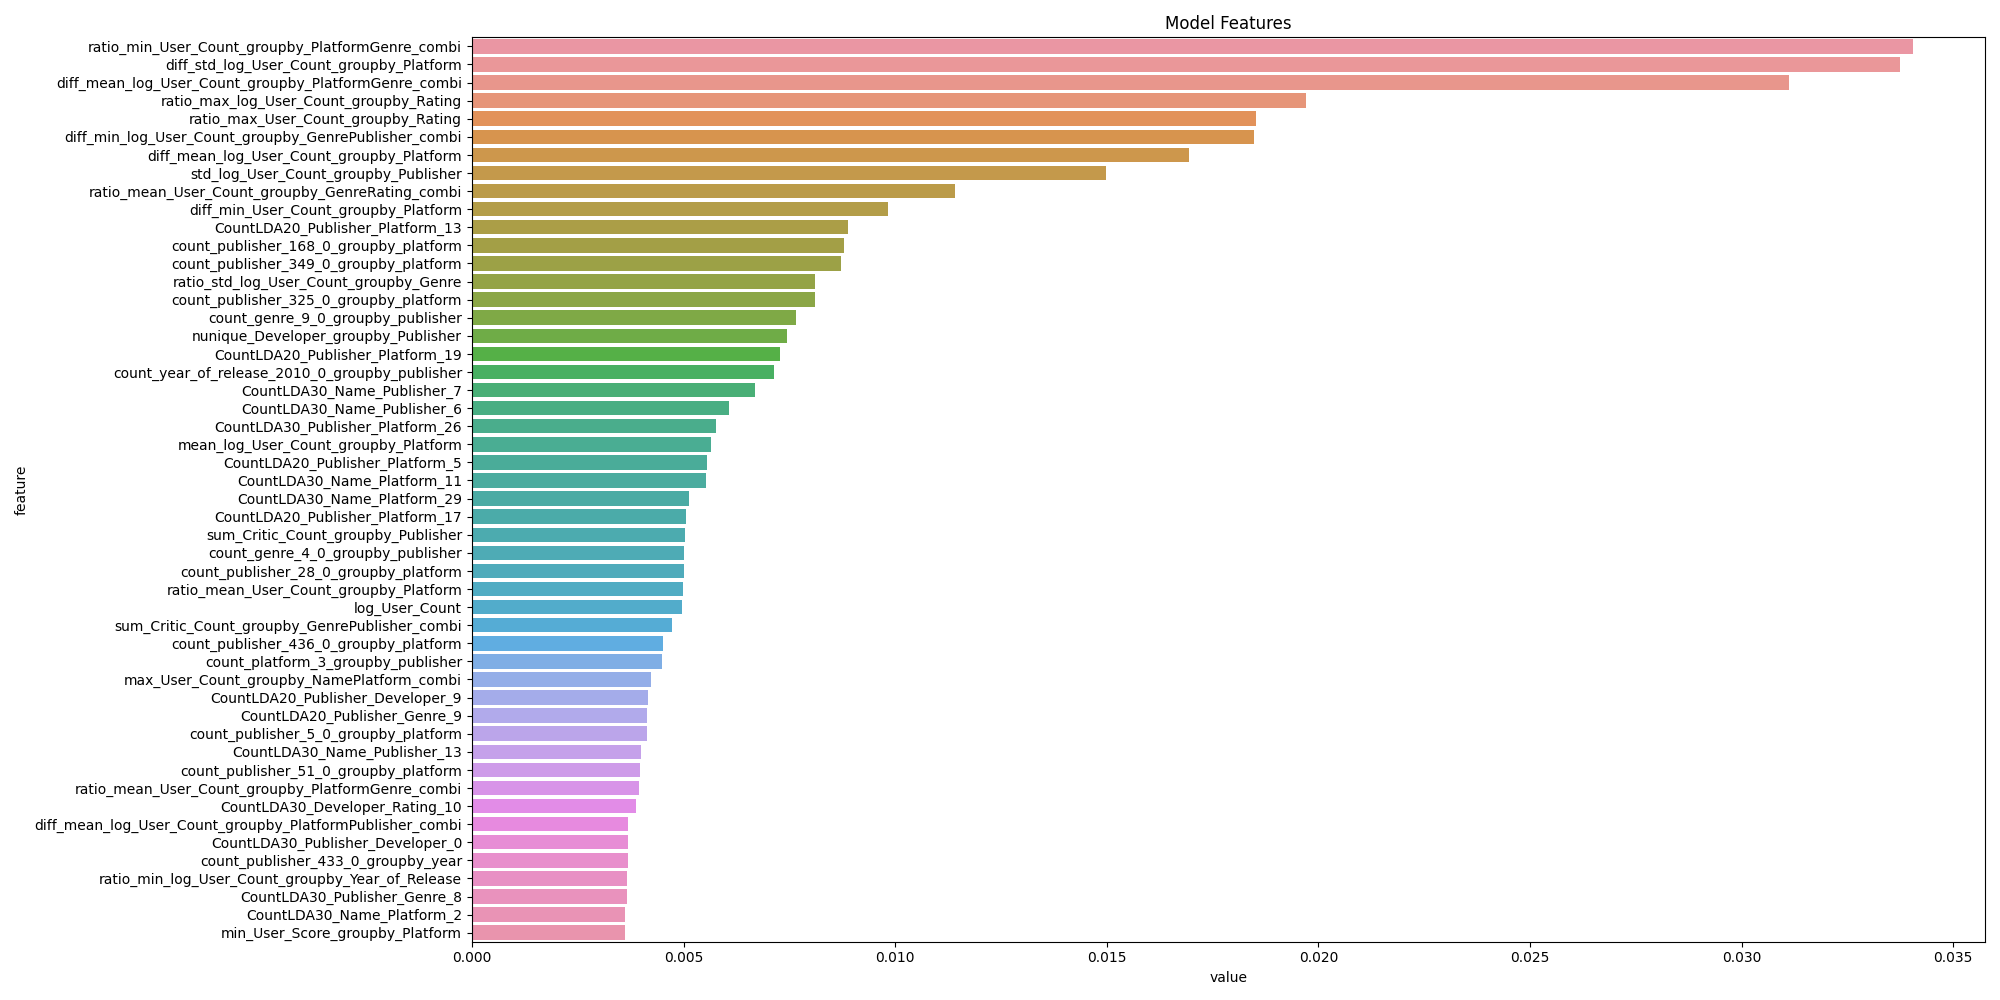 Model Features
ratio_min_User_Count_groupby_PlatformGenre_combi
diff_std_log_User_Count_groupby_Platform
diff_mean_log_User_Count_groupby_PlatformGenre_combi
ratio_max_log_User_Count_groupby_Rating
ratio_max_User_Count_groupby_Rating
diff_min_log_User_Count_groupby_GenrePublisher_combi
diff_mean_log_User_Count_groupby_Platform
std_log_User_Count_groupby_Publisher
ratio_mean_User_Count_groupby_GenreRating_combi
diff_min_User_Count_groupby_Platform
CountLDA20_Publisher_Platform_13
count_publisher_168_0_groupby_platform
count_publisher_349_0_groupby_platform
ratio_std_log_User_Count_groupby_Genre
count_publisher_325_0_groupby_platform
count_genre_9_0_groupby_publisher
nunique_Developer_groupby_Publisher
CountLDA20_Publisher_Platform_19
count_year_of_release_2010_0_groupby_publisher
CountLDA30_Name_Publisher_7
CountLDA30_Name_Publisher_6
CountLDA30_Publisher_Platform_26
mean_log_User_Count_groupby_Platform
CountLDA20_Publisher_Platform_5
CountLDA30_Name_Platform_11
CountLDA30_Name_Platform_29
CountLDA20_Publisher_Platform_17
sum_Critic_Count_groupby_Publisher
count_genre_4_0_groupby_publisher
count_publisher_28_0_groupby_platform
ratio_mean_User_Count_groupby_Platform
log_User_Count
sum_Critic_Count_groupby_GenrePublisher_combi
count_publisher_436_0_groupby_platform
count_platform_3_groupby_publisher
max_User_Count_groupby_NamePlatform_combi
CountLDA20_Publisher_Developer_9
CountLDA20_Publisher_Genre_9
count_publisher_5_0_groupby_platform
CountLDA30_Name_Publisher_13
count_publisher_51_0_groupby_platform
ratio_mean_User_Count_groupby_PlatformGenre_combi
CountLDA30_Developer_Rating_10
diff_mean_log_User_Count_groupby_PlatformPublisher_combi
CountLDA30_Publisher_Developer_0
count_publisher_433_0_groupby_year
ratio_min_log_User_Count_groupby_Year_of_Release
CountLDA30_Publisher_Genre_8
CountLDA30_Name_Platform_2
min_User_Score_groupby_Platform
feature
0.000 0.005 0.010 0.015 0.020 0.025 0.030 0.035
value